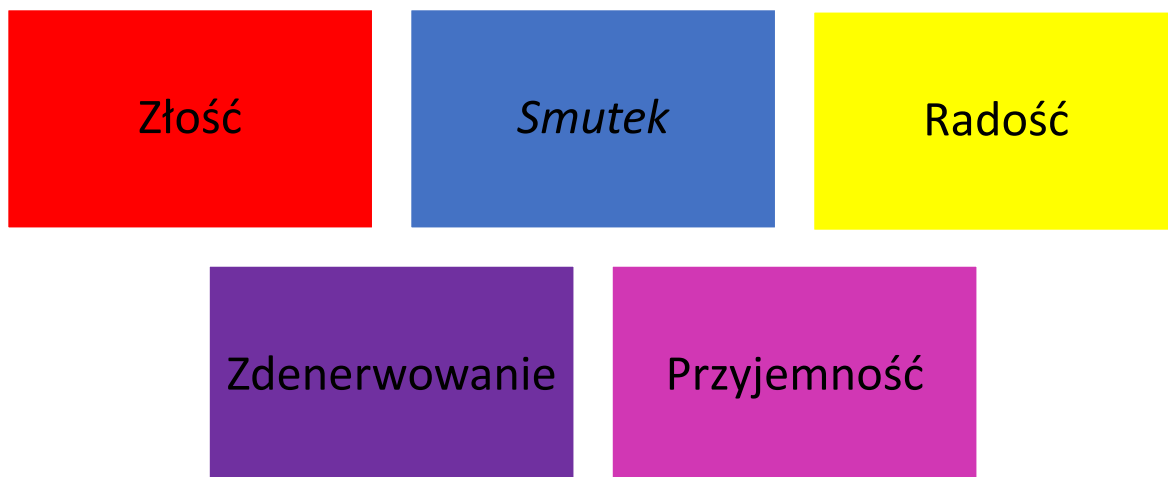 Złość
Smutek
Radość
Zdenerwowanie
Przyjemność